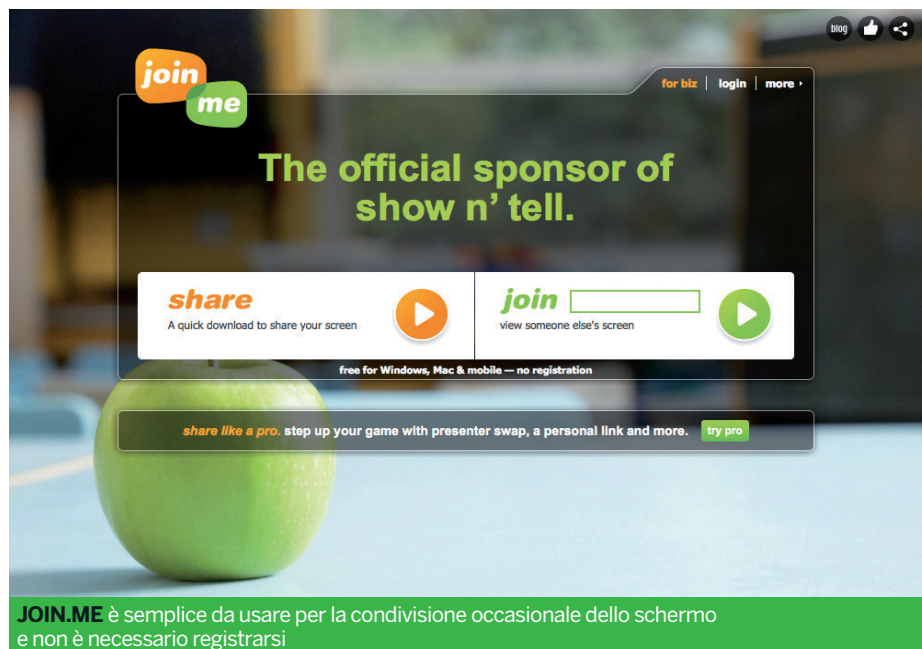 blog
join
me
for biz
login
more
The official sponsor of
show n’ tell.
share
A quick download to share your screen
join
view someone else's screen
free for Windows, Mac & mobile — no registration
share like a pro. step up your game with presenter swap, a personal link and more. try pro
JOIN.ME è semplice da usare per la condivisione occasionale dello schermo
e non è necessario registrarsi